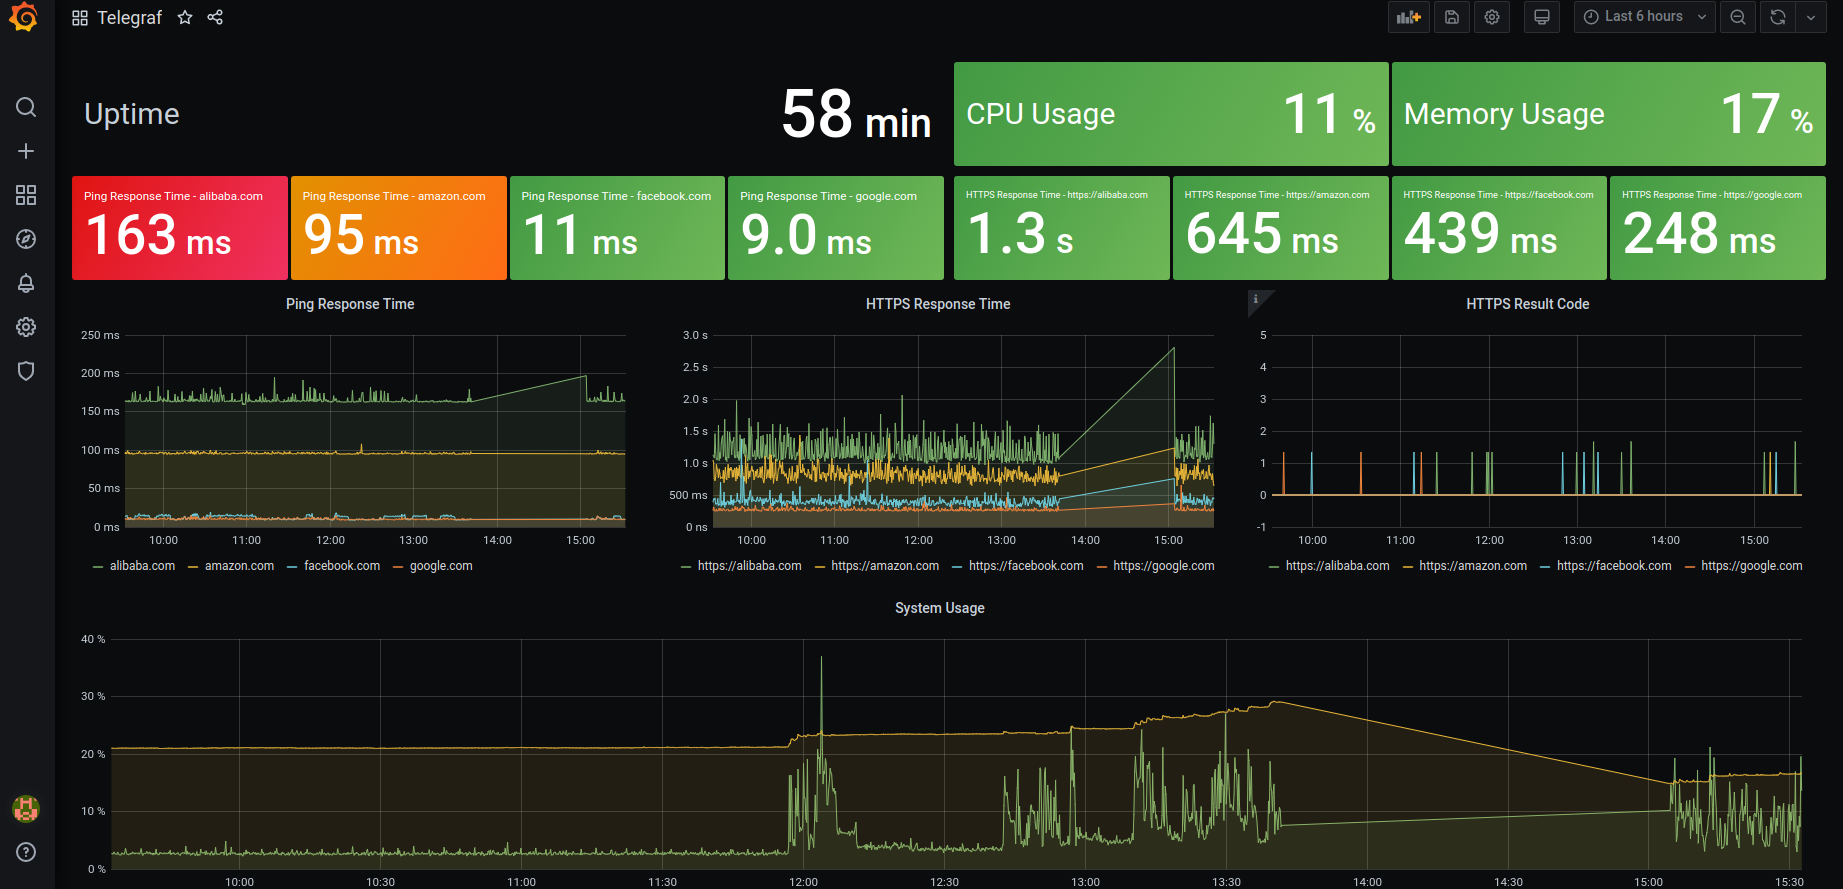 Telegraf
Last 6 hours
Uptime
58 min
CPU Usage
11 %
Memory Usage
17 %
Ping Response Time - alibaba.com
163 ms
Ping Response Time - amazon.com
95 ms
Ping Response Time - facebook.com
11 ms
Ping Response Time - google.com
9.0 ms
HTTPS Response Time - https://alibaba.com
1.3 s
HTTPS Response Time - https://amazon.com
645 ms
HTTPS Response Time - https://facebook.com
439 ms
HTTPS Response Time - https://google.com
248 ms
Ping Response Time
250 ms
200 ms
150 ms
100 ms
50 ms
0 ms
10:00 11:00 12:00 13:00 14:00 15:00
alibaba.com amazon.com facebook.com google.com
HTTPS Response Time
3.0 s
2.5 s
2.0 s
1.5 s
1.0 s
500 ms
0 ns
10:00 11:00 12:00 13:00 14:00 15:00
https://alibaba.com https://amazon.com https://facebook.com https://google.com
i
HTTPS Result Code
5
4
3
2
1
0
-1
10:00 11:00 12:00 13:00 14:00 15:00
https://alibaba.com https://amazon.com https://facebook.com https://google.com
System Usage
40 %
30 %
20 %
10 %
0 %
10:00 10:30 11:00 11:30 12:00 12:30 13:00 13:30 14:00 14:30 15:00 15:30